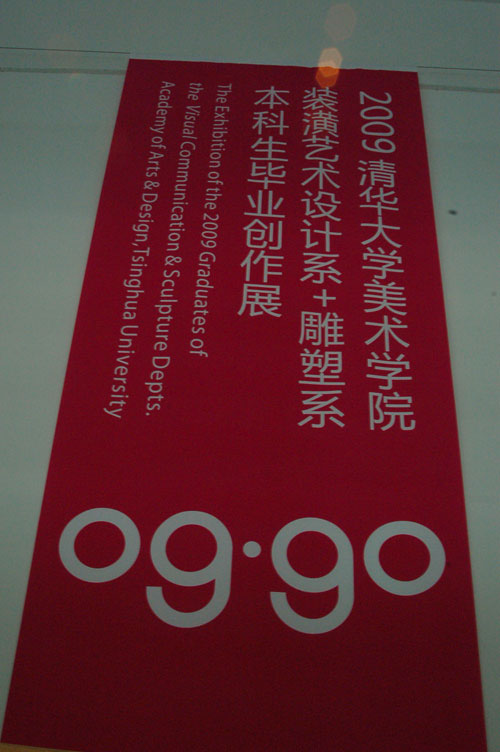 2009 清华大学美术学院
装潢艺术设计系+雕塑系
本科生毕业创作展
The Exhibition of the 2009 Graduates of
the Visual Communication & Sculpture Depts.
Academy of Arts & Design,Tsinghua University
og·go